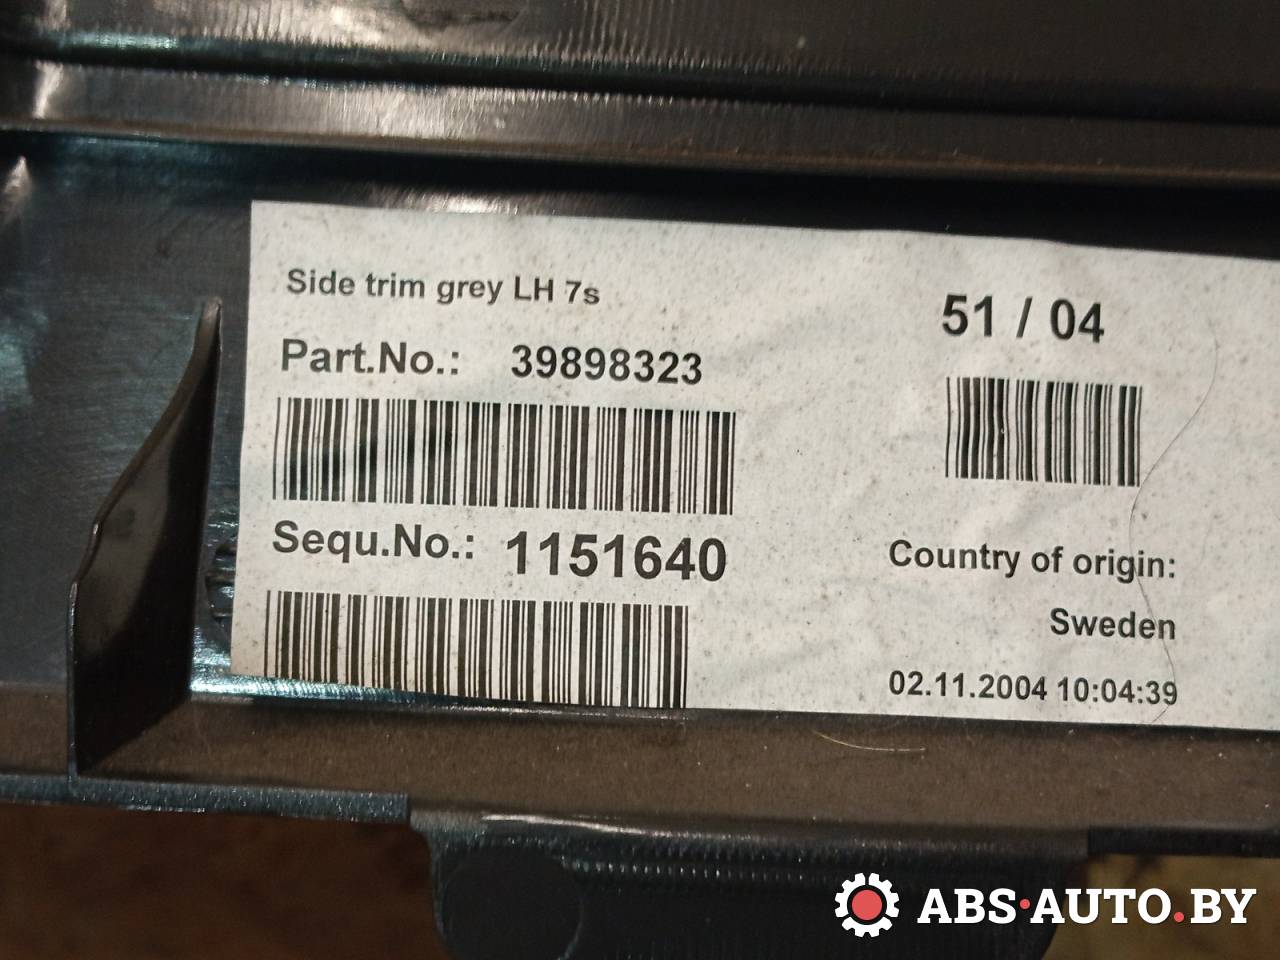 Side trim grey LH 7s
51 / 04
Part.No.: 39898323
Sequ.No.: 1151640
Country of origin:
Sweden
02.11.2004 10:04:39
ABS·AUTO.BY